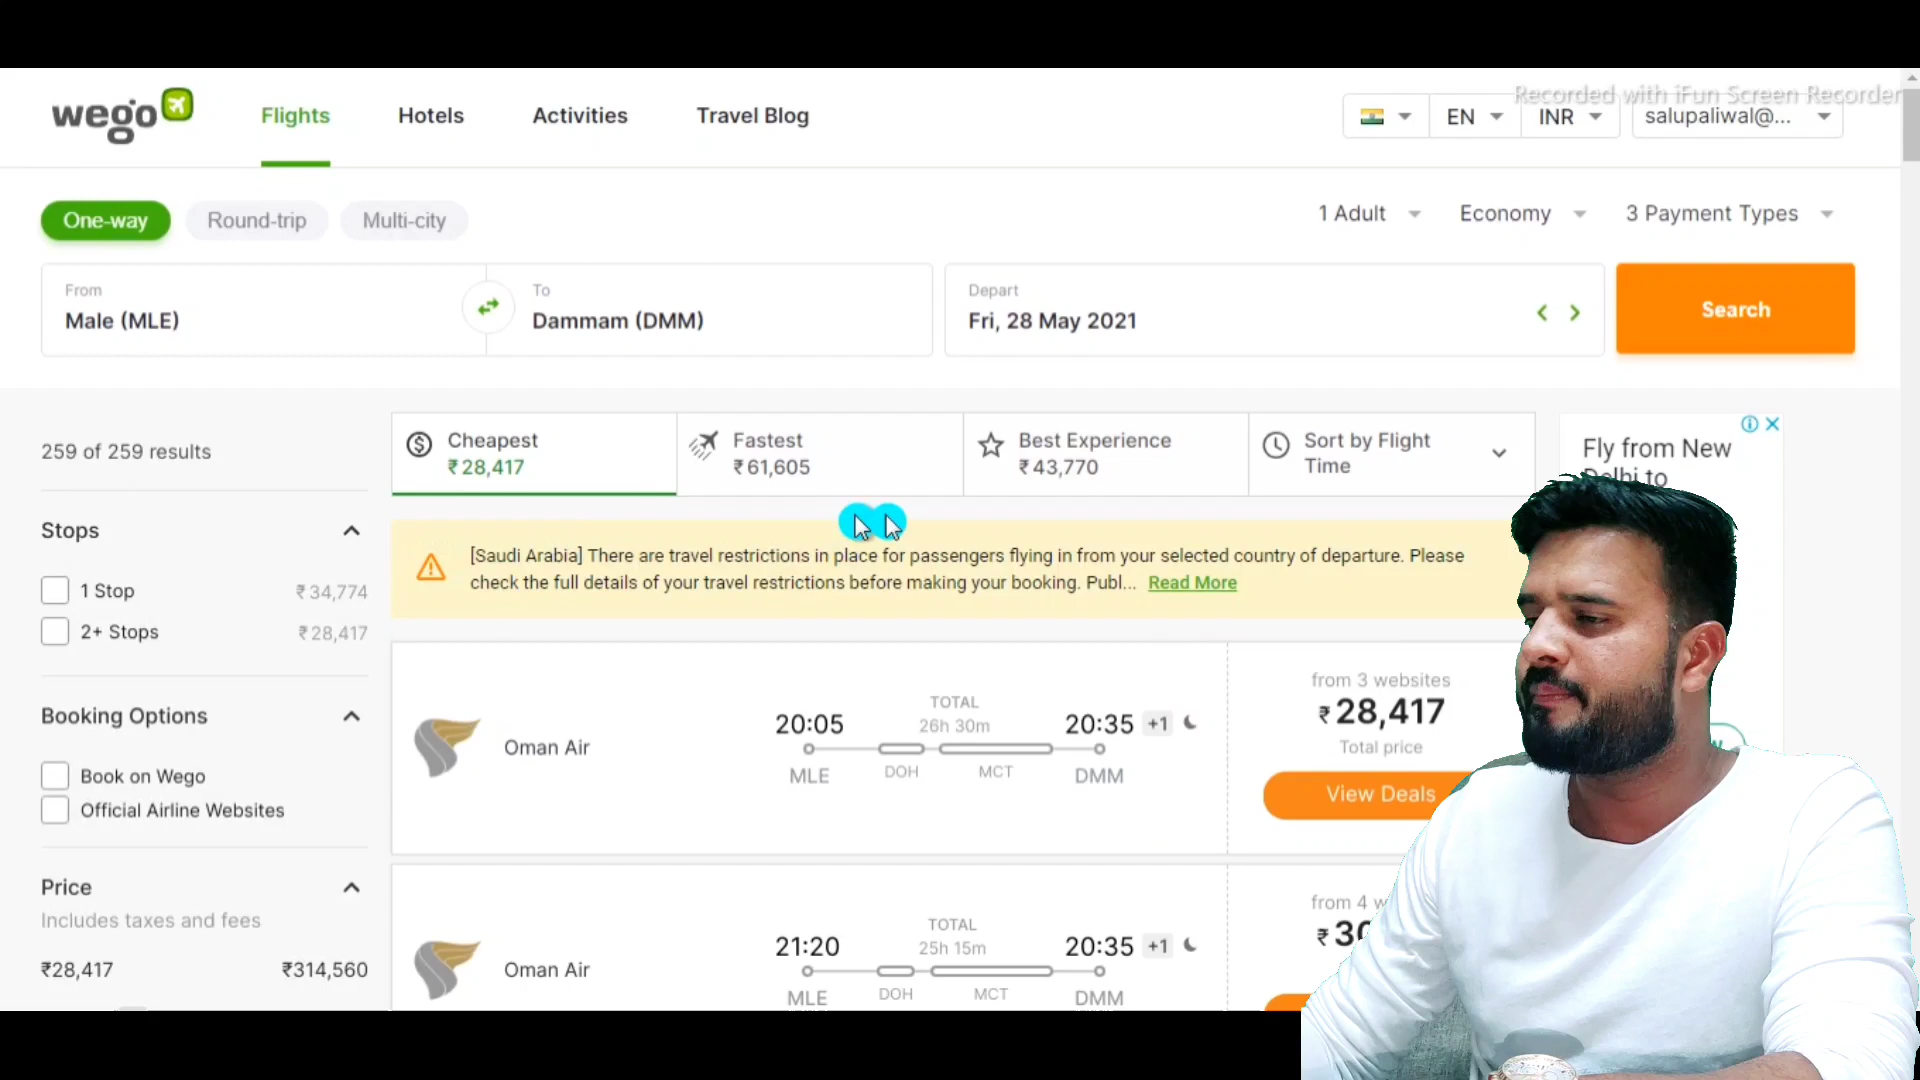 wego
Flights
Hotels
Activities
Travel Blog
Recorded with iFun Screen Recorder
EN
INR
salupaliwal@...
One-way
Round-trip
Multi-city
1 Adult
Economy
3 Payment Types
From
Male (MLE)
To
Dammam (DMM)
Depart
Fri, 28 May 2021
Search
259 of 259 results
Cheapest
₹28,417
Fastest
₹61,605
Best Experience
₹43,770
Sort by Flight
Time
Fly from New
Delhi to
Stops
1 Stop
₹34,774
2+ Stops
₹28,417
[Saudi Arabia] There are travel restrictions in place for passengers flying in from your selected country of departure. Please
check the full details of your travel restrictions before making your booking. Publ... Read More
Booking Options
Book on Wego
Official Airline Websites
Oman Air
20:05
MLE
TOTAL
26h 30m
DOH
MCT
20:35 +1
DMM
from 3 websites
₹28,417
Total price
View Deals
Price
Includes taxes and fees
₹28,417
₹314,560
Oman Air
21:20
MLE
TOTAL
25h 15m
DOH
MCT
20:35 +1
DMM
from 4